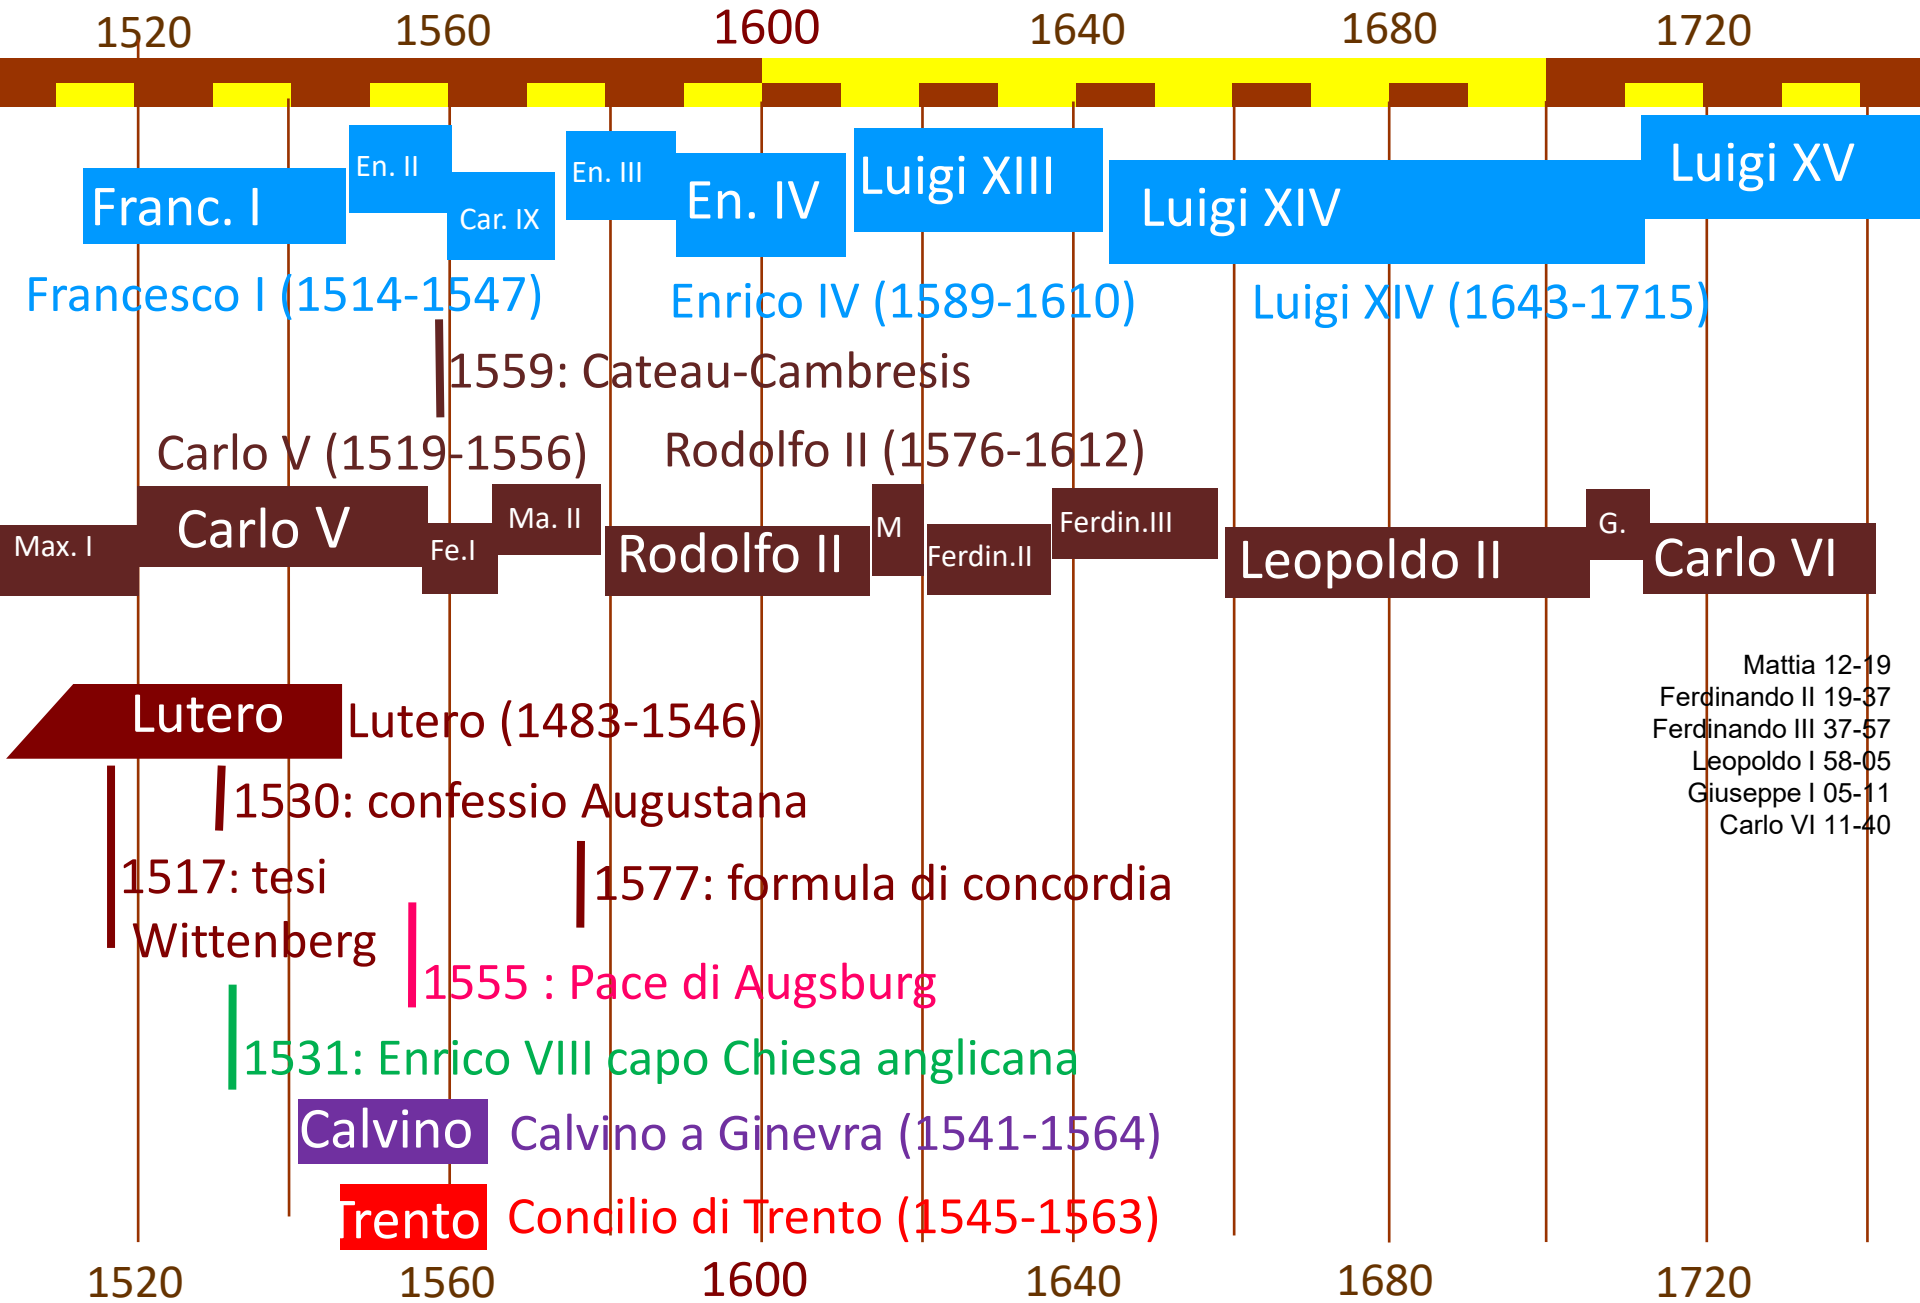 1520 1560 1600 1640 1680 1720
Franc. I En. II Car. IX En. III En. IV Luigi XIII Luigi XIV Luigi XV
Francesco I (1514-1547) Enrico IV (1589-1610) Luigi XIV (1643-1715)
1559: Cateau-Cambresis
Carlo V (1519-1556) Rodolfo II (1576-1612)
Max. I Carlo V Fe.I Ma. II Rodolfo II M Ferdin.II Ferdin.III Leopoldo II G. Carlo VI
Mattia 12-19
Ferdinando II 19-37
Ferdinando III 37-57
Leopoldo I 58-05
Giuseppe I 05-11
Carlo VI 11-40
Lutero Lutero (1483-1546)
1530: confessio Augustana
1517: tesi
Wittenberg
1577: formula di concordia
1555 : Pace di Augsburg
1531: Enrico VIII capo Chiesa anglicana
Calvino Calvino a Ginevra (1541-1564)
Trento Concilio di Trento (1545-1563)
1520 1560 1600 1640 1680 1720